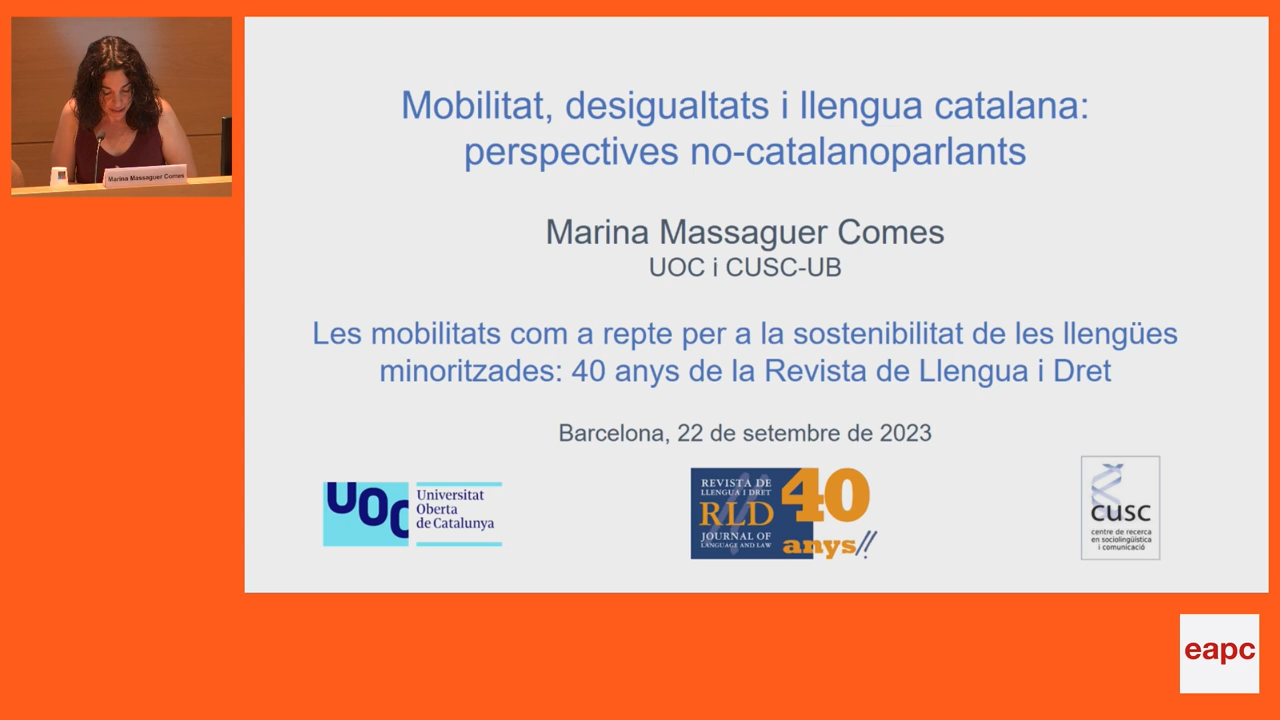 Marina Massaguer Comes
Mobilitat, desigualtats i llengua catalana:
perspectives no-catalanoparlants
Marina Massaguer Comes
UOC i CUSC-UB
Les mobilitats com a repte per a la sostenibilitat de les llengües
minoritzades: 40 anys de la Revista de Llengua i Dret
Barcelona, 22 de setembre de 2023
UOC
Universitat
Oberta
de Catalunya
REVISTA DE
LLENGUA I DRET
RLD
JOURNAL OF
LANGUAGE AND LAW
40
anys!!
cusc
centre de recerca
en sociolingüística
i comunicació
eapc